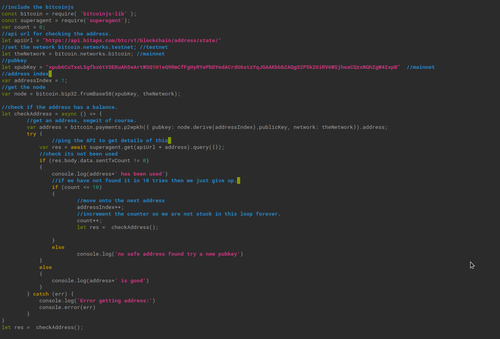 //include the bitcoinjs
const bitcoin = require( 'bitcoinjs-lib' );
const superagent = require('superagent');
var count = 0;
//api url for checking the address.
let apiUrl = "https://api.bitaps.com/btc/v1/blockchain/address/state/"
//set the network bitcoin.networks.testnet; //testnet
let theNetwork = bitcoin.networks.bitcoin; //mainnet
//pubkey
let xpubKey = //mainnet
//address index
var addressIndex = 1;
//get the node
var node = bitcoin.bip32.fromBase58(xpubKey, theNetwork);
//check if the address has a balance.
let checkAddress = async () => {
//get an address, segwit of course.
var address = bitcoin.payments.p2wpkh({ pubkey: node.derive(addressIndex).publicKey, network: theNetwork}).address;
try {
//ping the API to get details of this
var res = await superagent.get(apiUrl + address).query({});
//check its not been used
if (res.body.data.sentTxCount != 0)
{
console.log(address+' has been used')
//if we have not found it in 10 tries then we just give up.
if (count <= 10)
{
//move onto the next address
addressIndex++;
//increment the counter so we are not stuck in this loop forever.
count++;
let res = checkAddress();
}
else
console.log('no safe address found try a new pubkey')
}
else
{
console.log(address+' is good')
}
} catch (err) {
console.log('Error getting address:')
console.error(err)
}
}
let res = checkAddress();